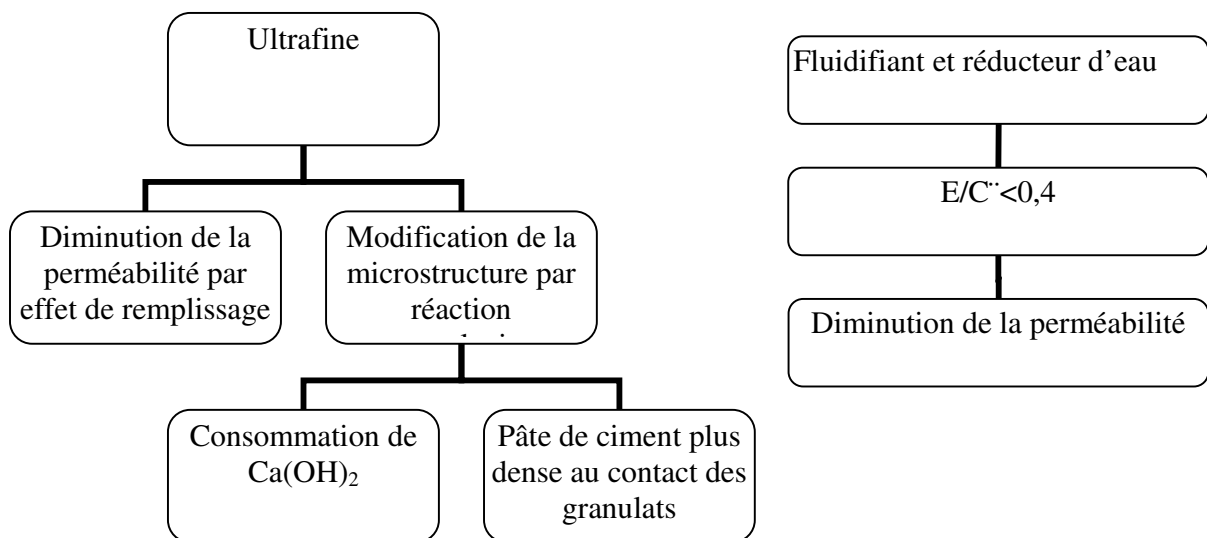 Ultrafine
Diminution de la
perméabilité par
effet de remplissage
Modification de la
microstructure par
réaction
Consommation de
Ca(OH)₂
Pâte de ciment plus
dense au contact des
granulats
Fluidifiant et réducteur d’eau
E/C¨<0,4
Diminution de la perméabilité